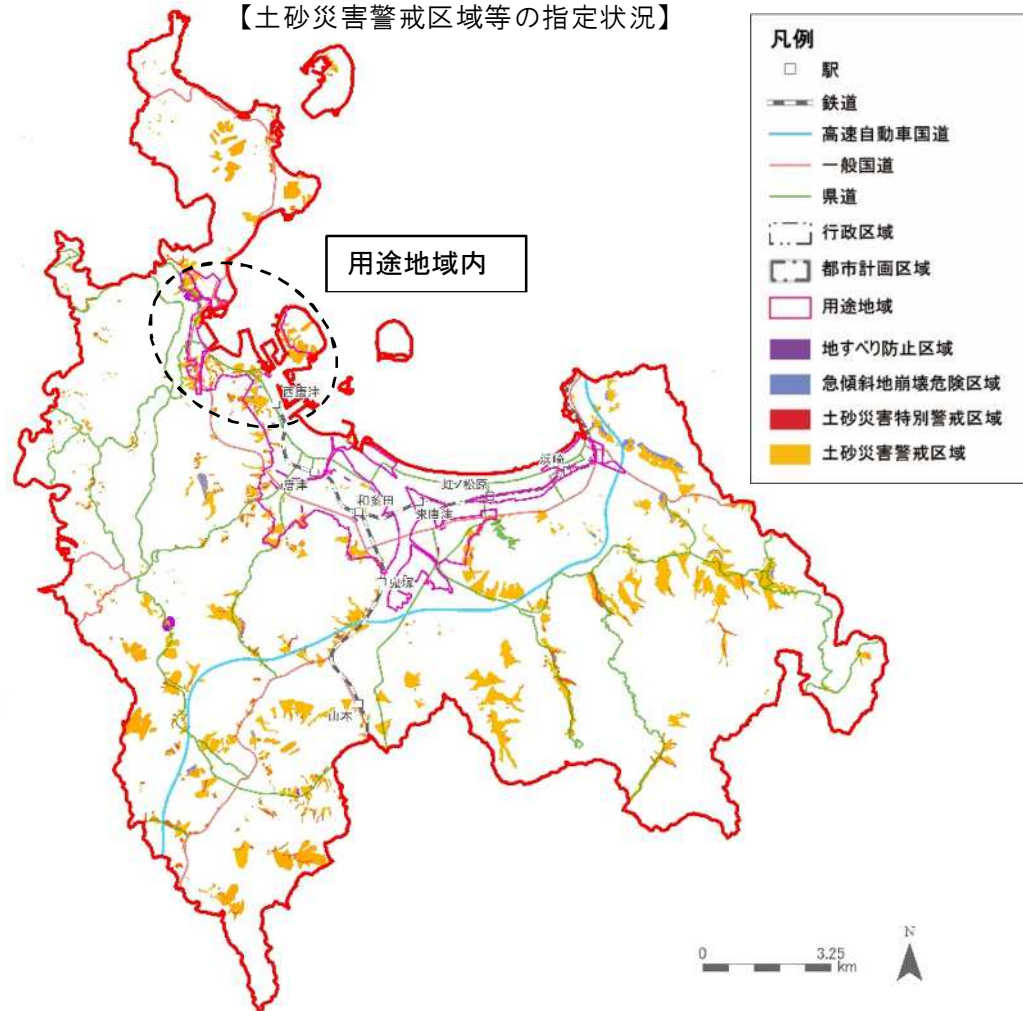 【土砂災害警戒区域等の指定状況】
凡例
駅
鉄道
高速自動車国道
一般国道
県道
行政区域
都市計画区域
用途地域
地すべり防止区域
急傾斜地崩壊危険区域
土砂災害特別警戒区域
土砂災害警戒区域
用途地域内
西唐津
浜崎
虹ノ松原
唐津
和多田
東唐津
鬼塚
山本
N
0
3.25
km